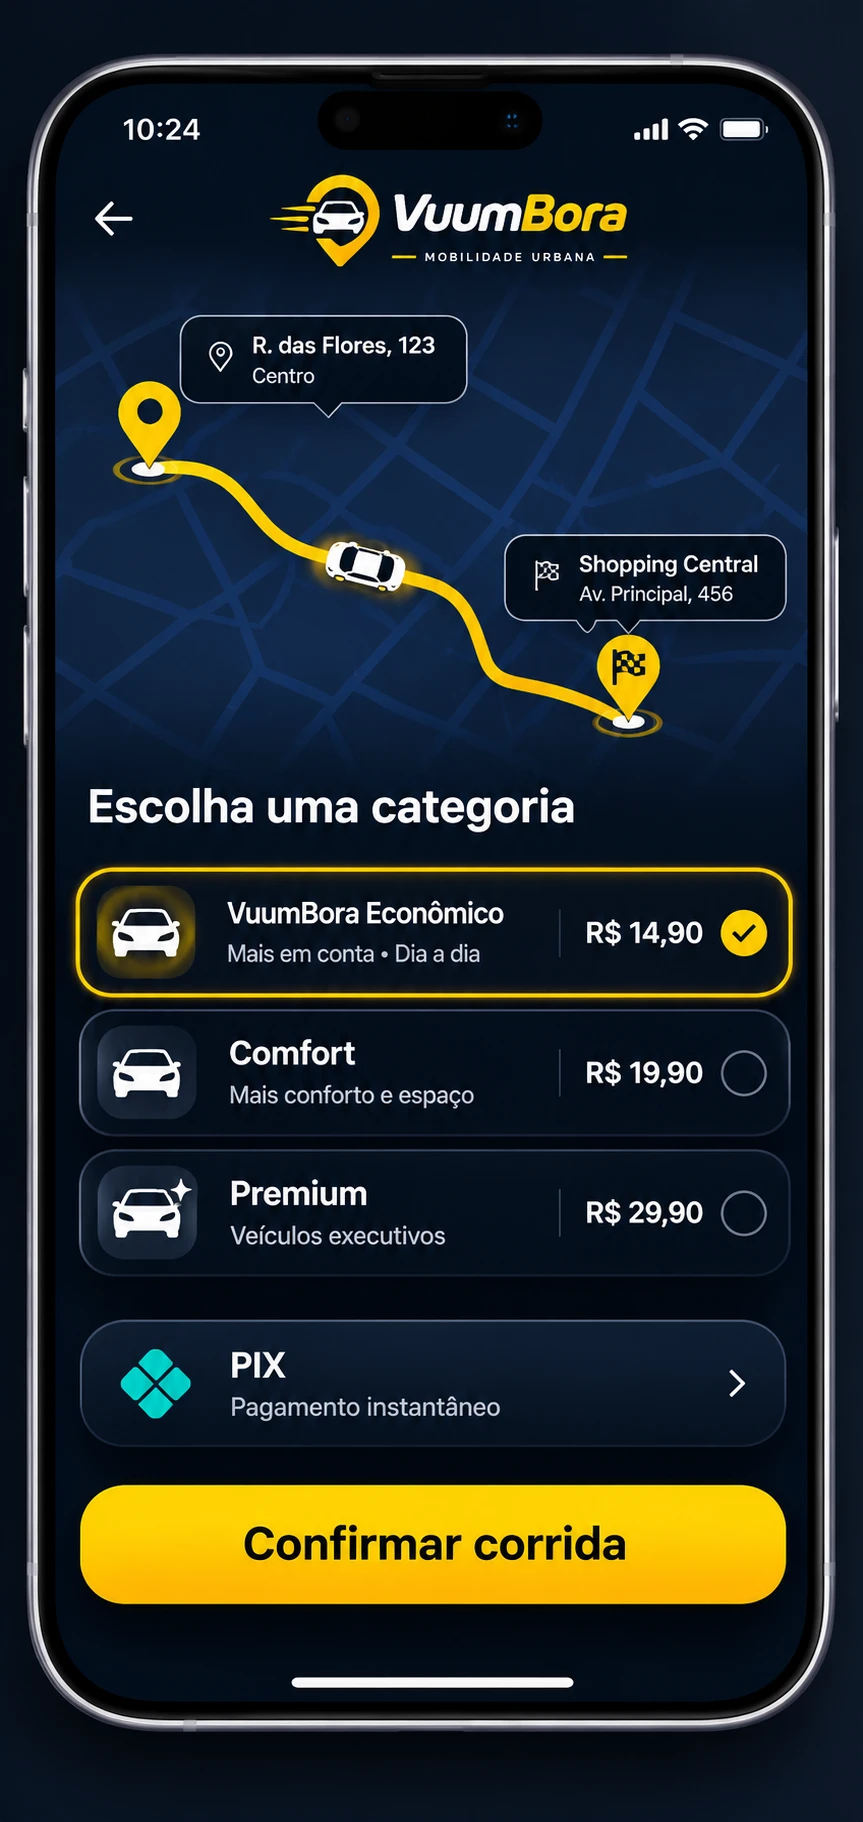 10:24
VuumBora
MOBILIDADE URBANA
R. das Flores, 123
Centro
Shopping Central
Av. Principal, 456
Escolha uma categoria
VuumBora Econômico
Mais em conta • Dia a dia
R$ 14,90
Comfort
Mais conforto e espaço
R$ 19,90
Premium
Veículos executivos
R$ 29,90
PIX
Pagamento instantâneo
Confirmar corrida